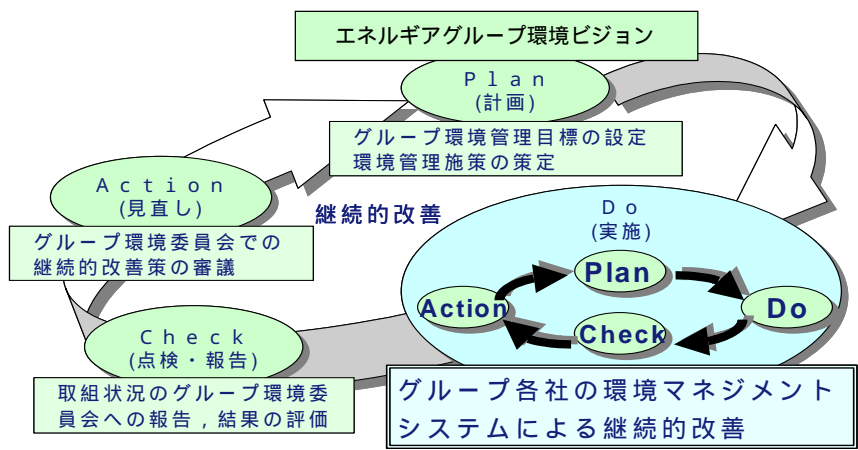 エネルギアグループ環境ビジョン
Ｐｌａｎ
(計画)
グループ環境管理目標の設定
環境管理施策の策定
Ａｃｔｉｏｎ
(見直し)
グループ環境委員会での
継続的改善策の審議
継続的改善
Ｄｏ
(実施)
Plan
Action
Do
Check
Ｃｈｅｃｋ
(点検・報告)
取組状況のグループ環境委
員会への報告，結果の評価
グループ各社の環境マネジメント
システムによる継続的改善